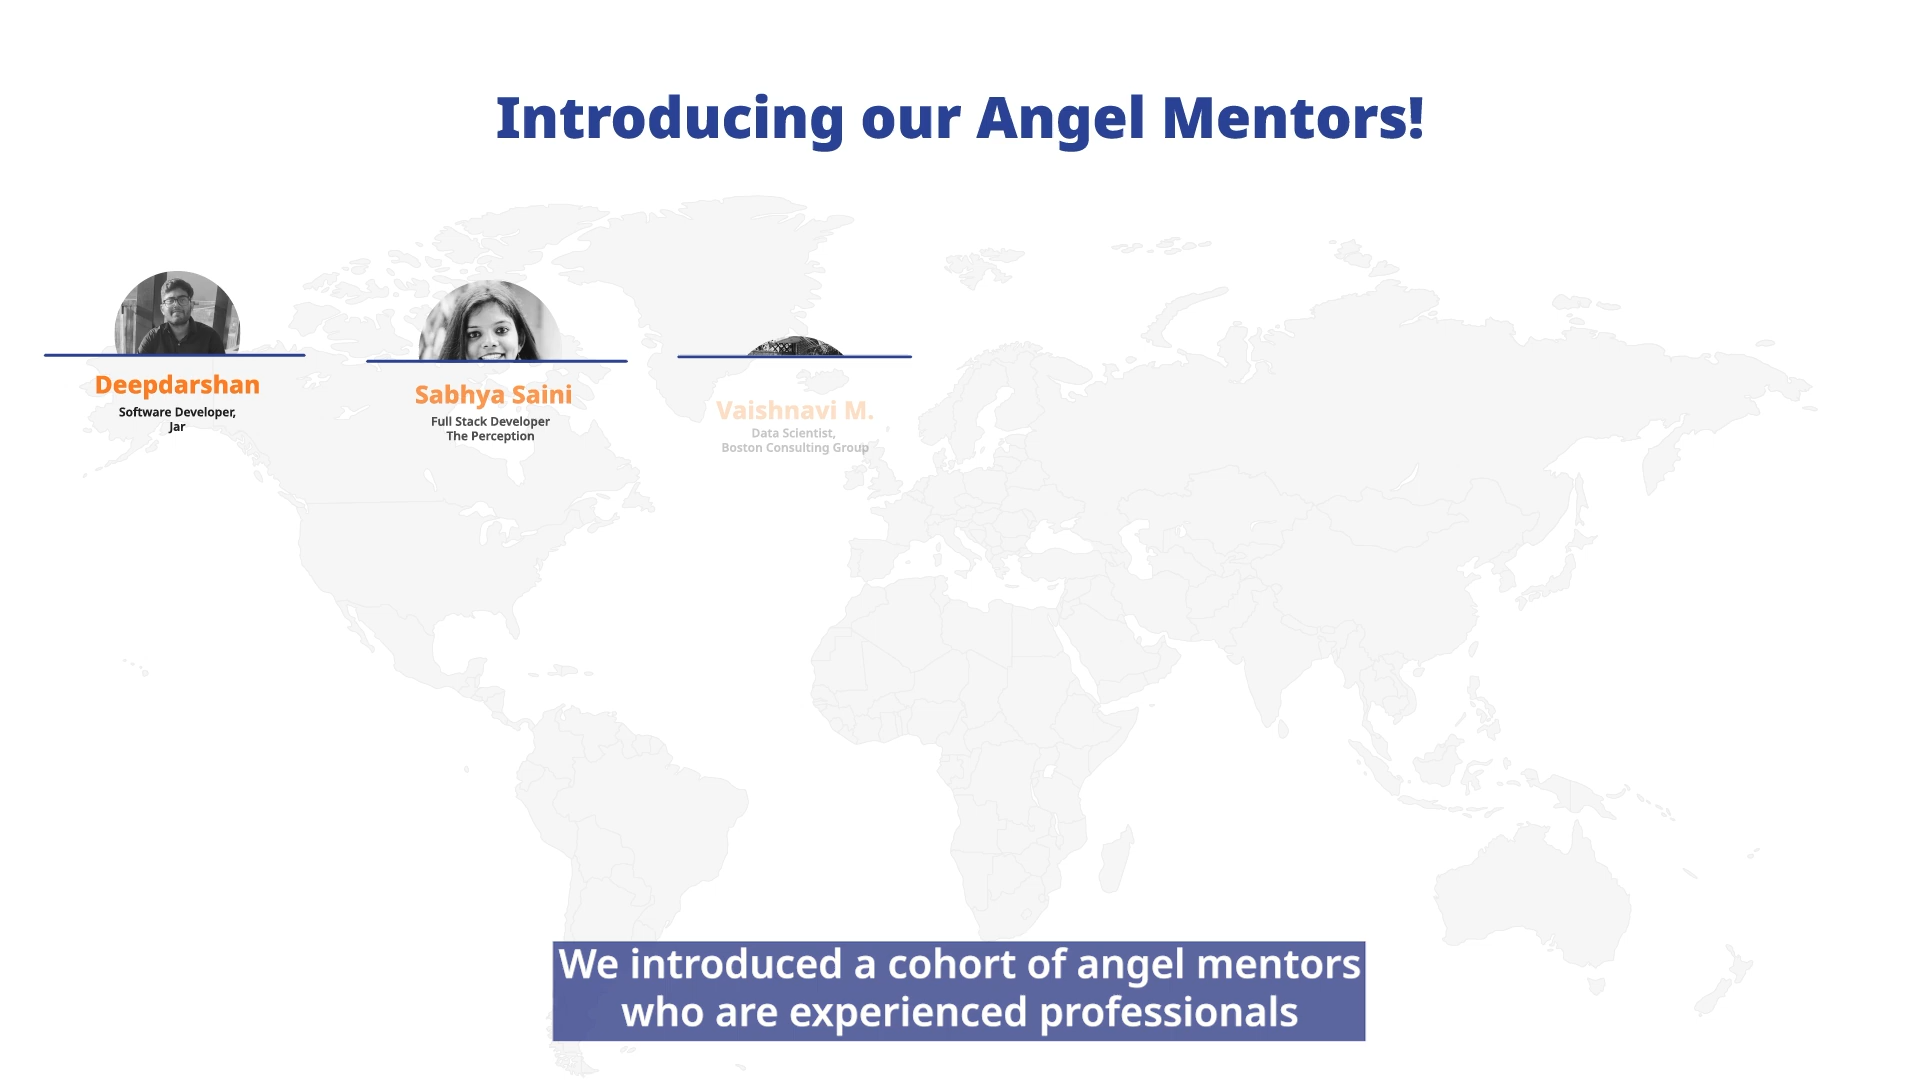 Introducing our Angel Mentors!
Deepdarshan
Software Developer,
Jar
Sabhya Saini
Full Stack Developer
The Perception
Vaishnavi M.
Data Scientist,
Boston Consulting Group
We introduced a cohort of angel mentors
who are experienced professionals